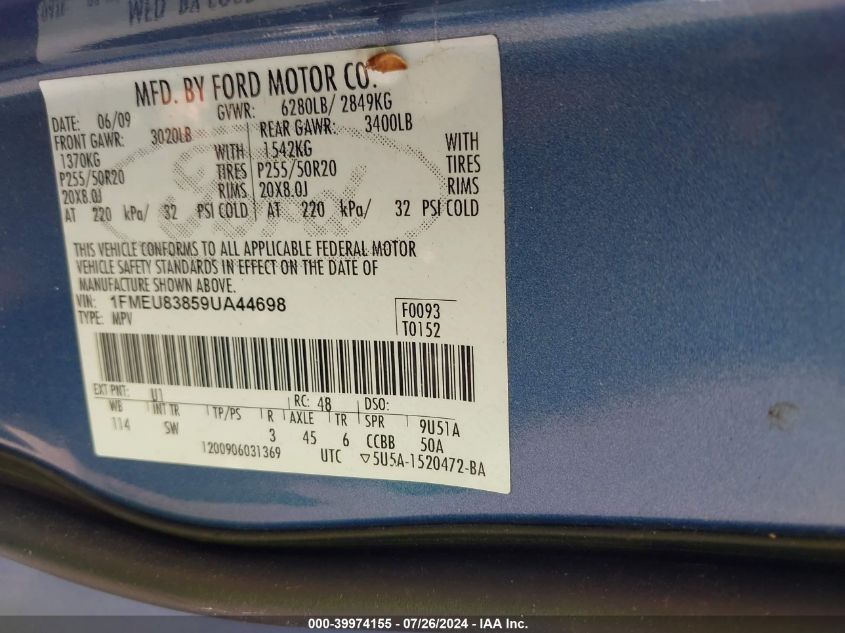 WED
MFD. BY FORD MOTOR CO.
DATE: 06/09 GVWR: 6280LB/ 2849KG
FRONT GAWR: 3020LB REAR GAWR: 3400LB
1370KG WITH 1542KG WITH
P255/50R20 TIRES P255/50R20 TIRES
20X8.0J RIMS 20X8.0J RIMS
AT 220 kPa/ 32 PSI COLD AT 220 kPa/ 32 PSI COLD
THIS VEHICLE CONFORMS TO ALL APPLICABLE FEDERAL MOTOR
VEHICLE SAFETY STANDARDS IN EFFECT ON THE DATE OF
MANUFACTURE SHOWN ABOVE.
VIN: 1FMEU83859UA44698 F0093
TYPE: MPV T0152
EXT PNT: U1 RC: 48 DSO:
WB INT TR TP/PS R AXLE TR SPR 9U51A
114 SW 3 45 6 CCBB 50A
1200906031369 UTC ▽5U5A-1520472-BA
000-39974155 - 07/26/2024 - IAA Inc.